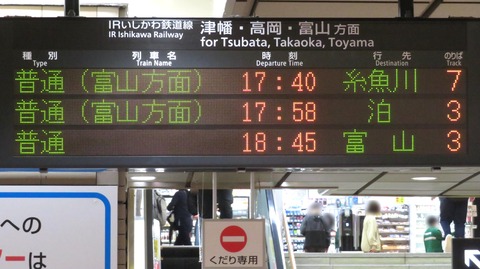 IRいしかわ鉄道線 津幡・高岡・富山 方面
IR Ishikawa Railway for Tsubata, Takaoka, Toyama
種別 列車名 時刻 行先 のりば
Type Train Name Departure Time Destination Track
普通（富山方面） 17:40 糸魚川 7
普通（富山方面） 17:58 泊 3
普通 18:45 富山 3
への
は
くだり専用